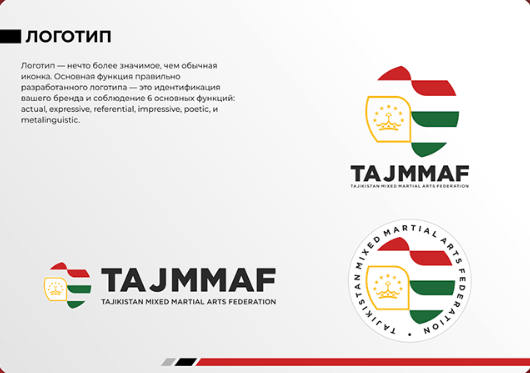 ЛОГОТИП
Логотип — нечто более значимое, чем обычная
иконка. Основная функция правильно
разработанного логотипа — это идентификация
вашего бренда и соблюдение 6 основных функций:
actual, expressive, referential, impressive, poetic, и
metalinguistic.
TAJMMAF
TAJIKISTAN MIXED MARTIAL ARTS FEDERATION
TAJMMAF
TAJIKISTAN MIXED MARTIAL ARTS FEDERATION
TAJIKISTAN MIXED MARTIAL ARTS FEDERATION